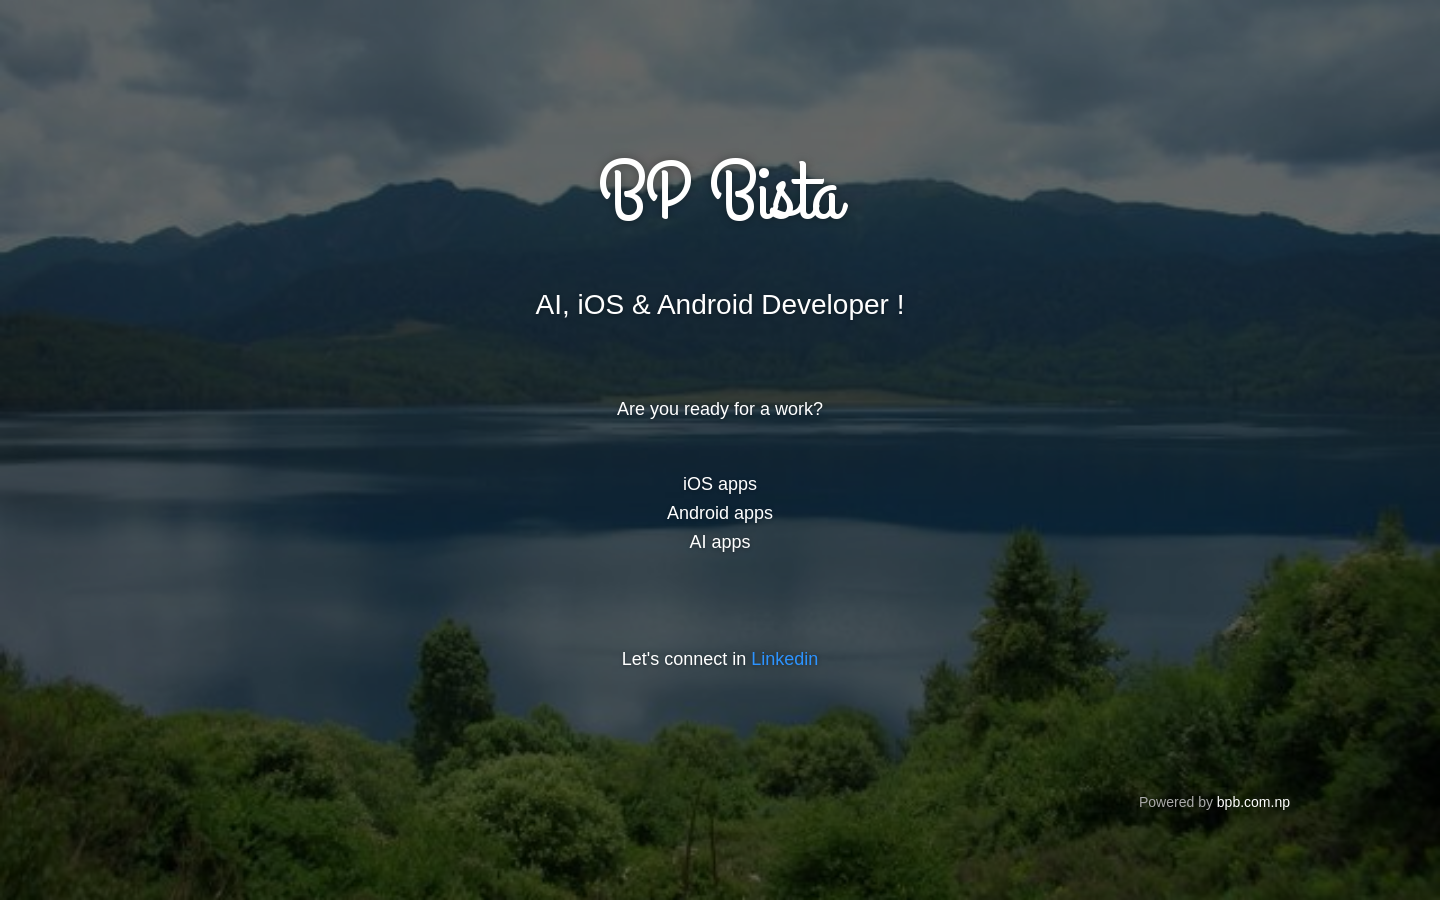 BP Bista
AI, iOS & Android Developer !
Are you ready for a work?
iOS apps
Android apps
AI apps
Let's connect in Linkedin
Powered by bpb.com.np